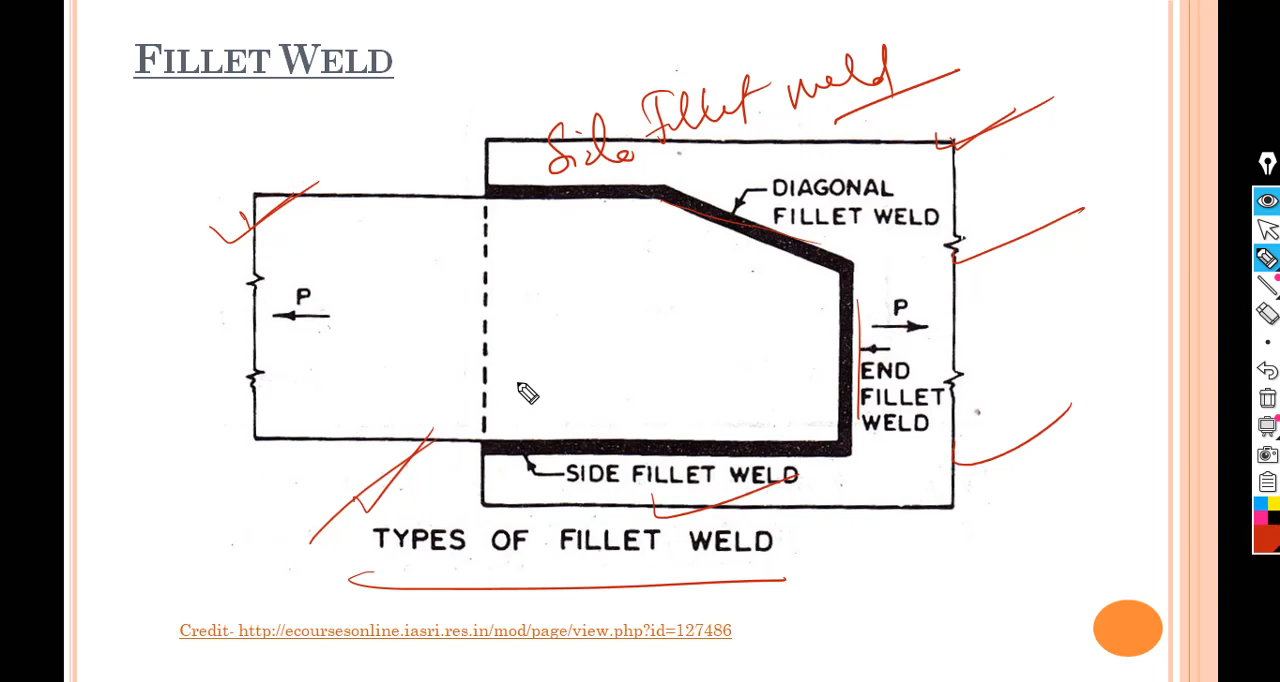 FILLET WELD
Side Fillet weld
DIAGONAL
FILLET WELD
P
P
END
FILLET
WELD
SIDE FILLET WELD
TYPES OF FILLET WELD
Credit- http://ecoursesonline.iasri.res.in/mod/page/view.php?id=127486